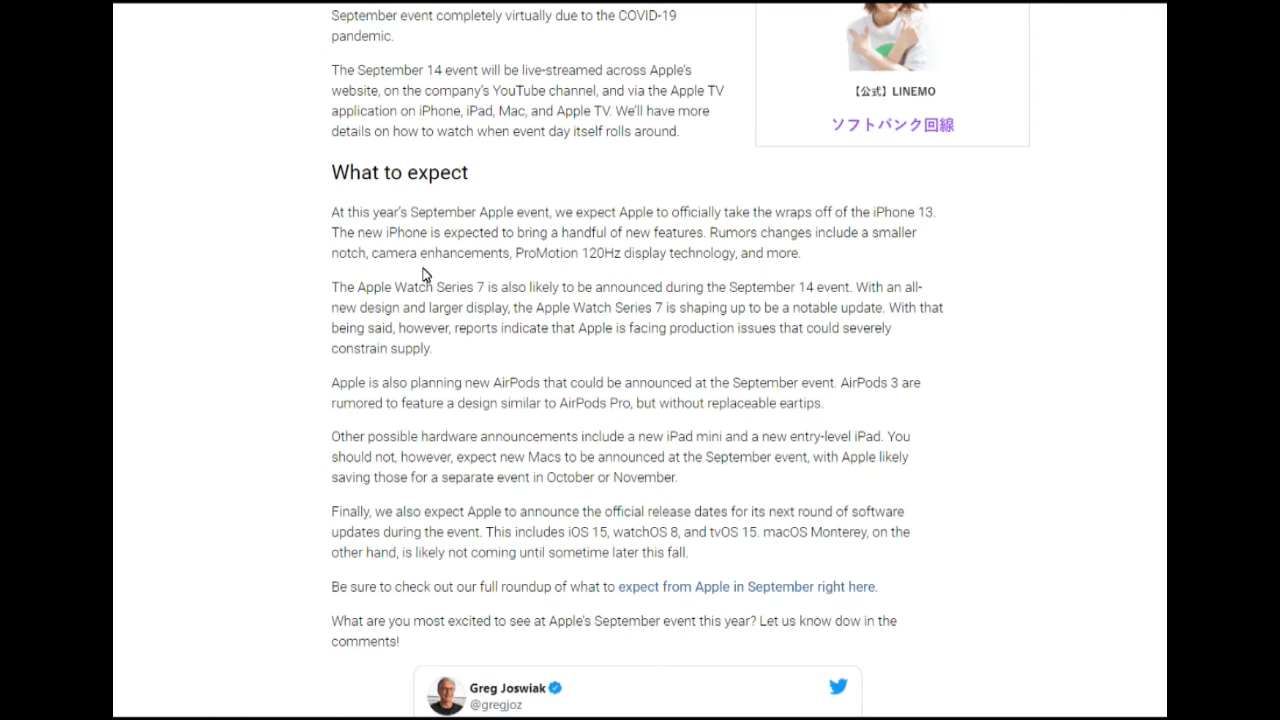 September event completely virtually due to the COVID-19
pandemic.
The September 14 event will be live-streamed across Apple's
website, on the company's YouTube channel, and via the Apple TV
application on iPhone, iPad, Mac, and Apple TV. We'll have more
details on how to watch when event day itself rolls around.
【公式】LINEMO
ソフトバンク回線
What to expect
At this year's September Apple event, we expect Apple to officially take the wraps off of the iPhone 13.
The new iPhone is expected to bring a handful of new features. Rumors changes include a smaller
notch, camera enhancements, ProMotion 120Hz display technology, and more.
The Apple Watch Series 7 is also likely to be announced during the September 14 event. With an all-
new design and larger display, the Apple Watch Series 7 is shaping up to be a notable update. With that
being said, however, reports indicate that Apple is facing production issues that could severely
constrain supply.
Apple is also planning new AirPods that could be announced at the September event. AirPods 3 are
rumored to feature a design similar to AirPods Pro, but without replaceable eartips.
Other possible hardware announcements include a new iPad mini and a new entry-level iPad. You
should not, however, expect new Macs to be announced at the September event, with Apple likely
saving those for a separate event in October or November.
Finally, we also expect Apple to announce the official release dates for its next round of software
updates during the event. This includes iOS 15, watchOS 8, and tvOS 15. macOS Monterey, on the
other hand, is likely not coming until sometime later this fall.
Be sure to check out our full roundup of what to expect from Apple in September right here.
What are you most excited to see at Apple's September event this year? Let us know dow in the
comments!
Greg Joswiak
@gregjoz